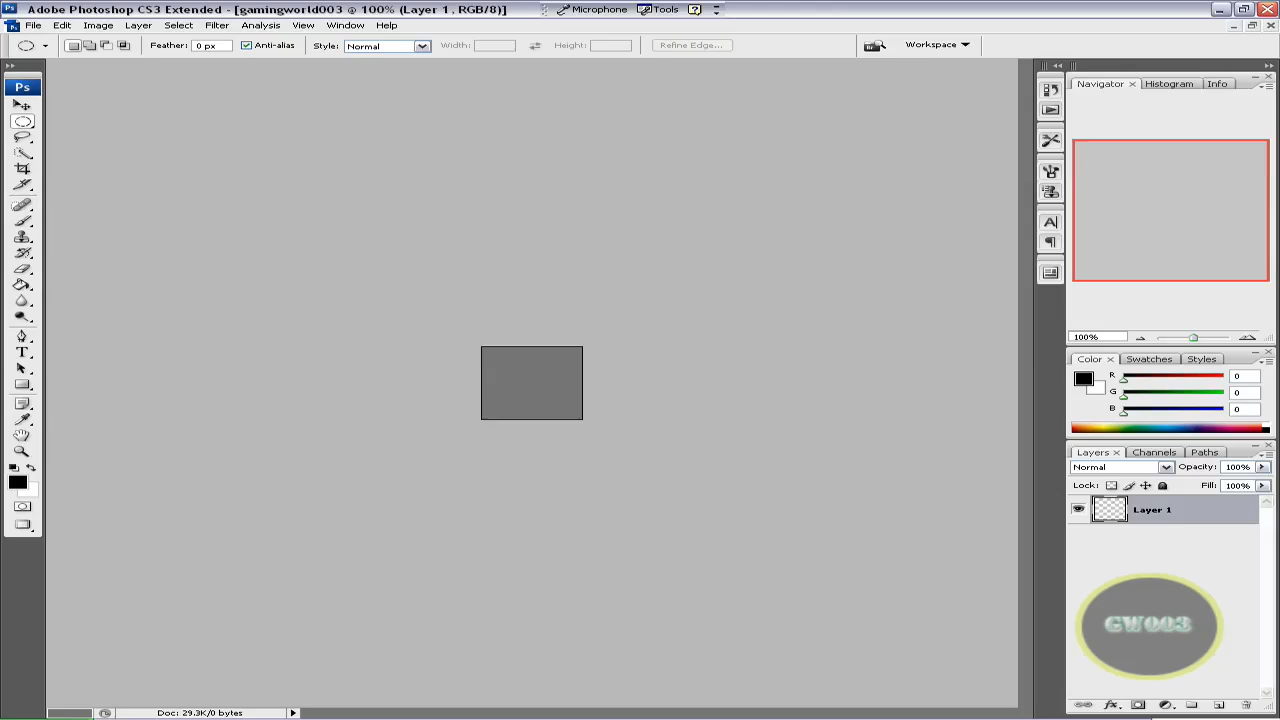 Adobe Photoshop CS3 Extended - [gamingworld003 @ 100% (Layer 1 , RGB/8)]
Microphone Tools
File Edit Image Layer Select Filter Analysis View Window Help
Feather: 0 px Anti-alias Style: Normal Width: Height: Refine Edge... Workspace
Ps
Navigator Histogram Info
100%
Color Swatches Styles
R 0
G 0
B 0
Layers Channels Paths
Normal Opacity: 100%
Lock: Fill: 100%
Layer 1
GW003
Doc: 29.3K/0 bytes